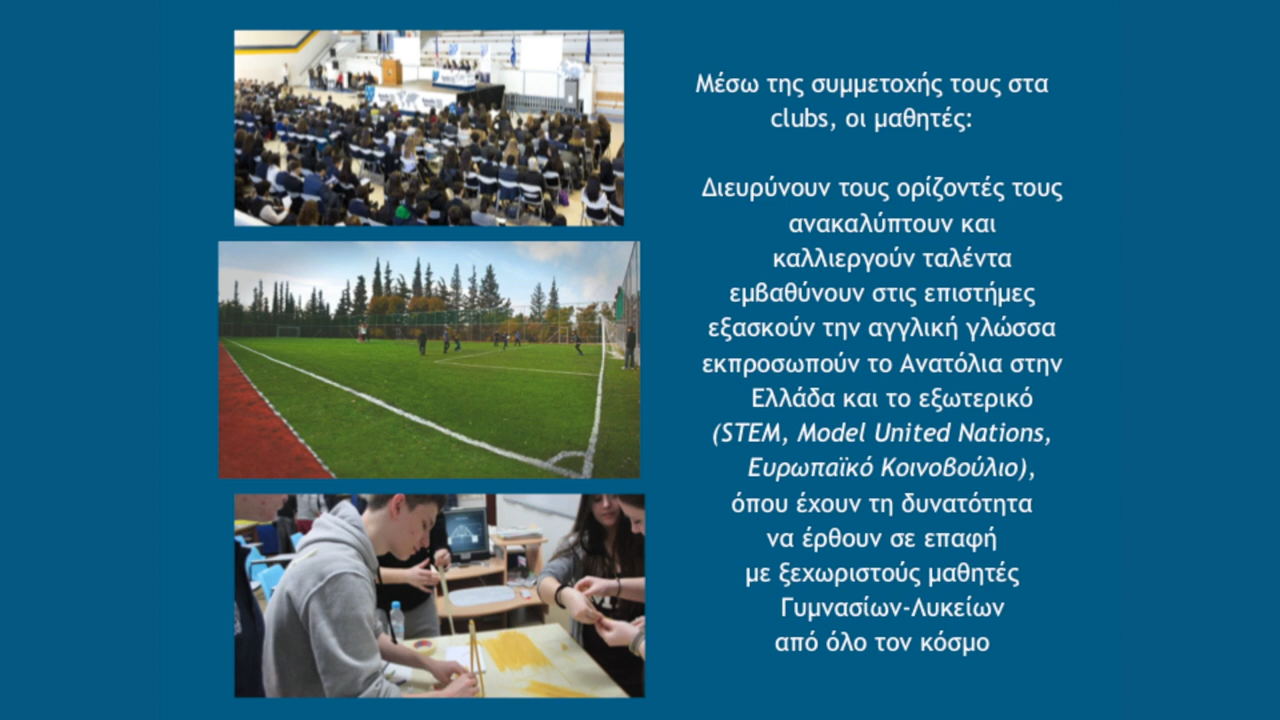 Μέσω της συμμετοχής τους στα
clubs, οι μαθητές:
Διευρύνουν τους ορίζοντές τους
ανακαλύπτουν και
καλλιεργούν ταλέντα
εμβαθύνουν στις επιστήμες
εξασκούν την αγγλική γλώσσα
εκπροσωπούν το Ανατόλια στην
Ελλάδα και το εξωτερικό
(STEM, Model United Nations,
Ευρωπαϊκό Κοινοβούλιο),
όπου έχουν τη δυνατότητα
να έρθουν σε επαφή
με ξεχωριστούς μαθητές
Γυμνασίων-Λυκείων
από όλο τον κόσμο